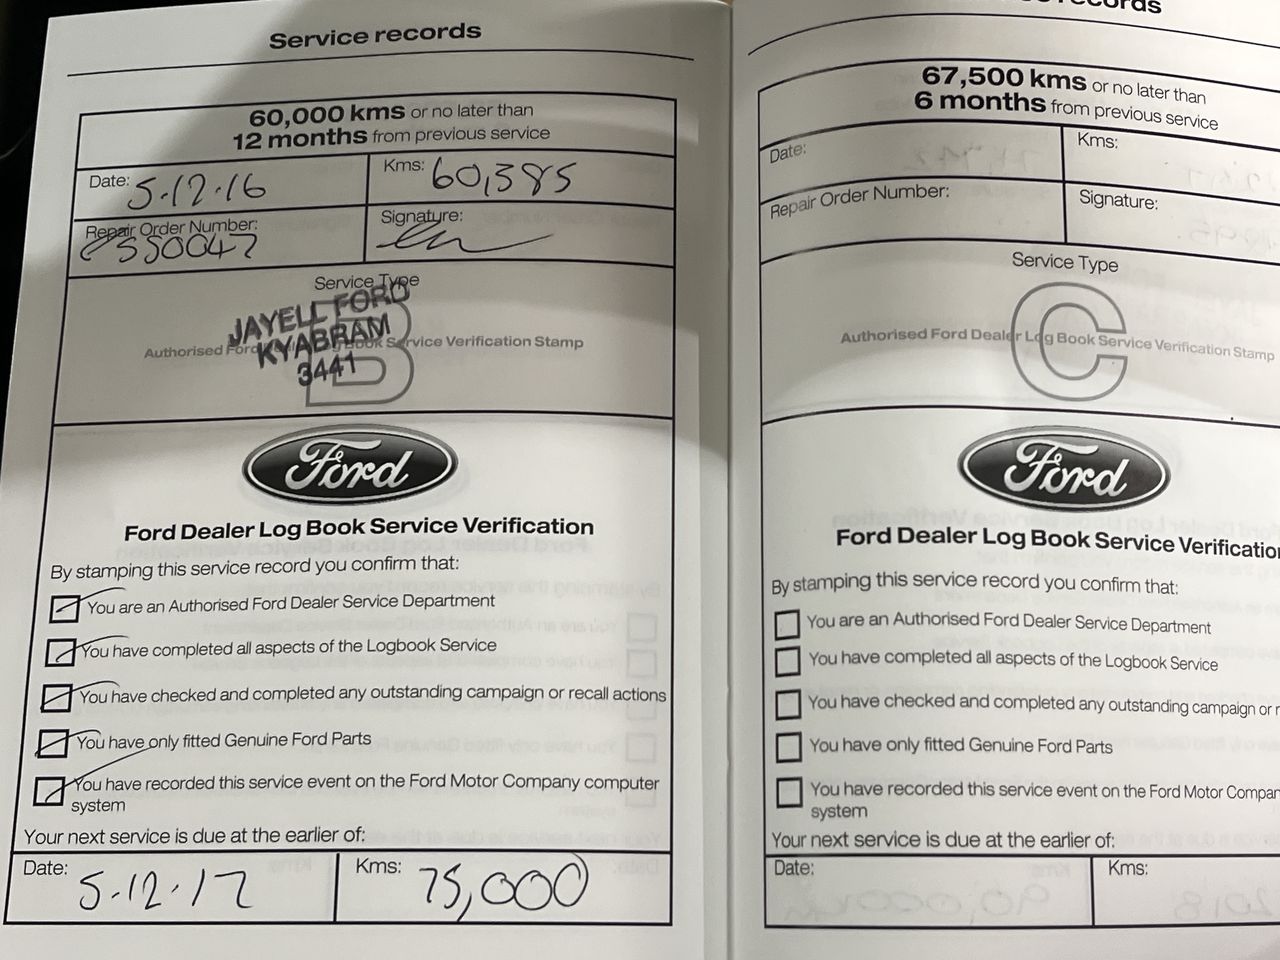 Service records
60,000 kms or no later than
12 months from previous service
Date: 5.12.16
Kms: 60,385
Repair Order Number:
Signature:
Service Type
JAYELL FORD
KYABRAM
3441
B
Authorised Ford Book Service Verification Stamp
Ford
Ford Dealer Log Book Service Verification
By stamping this service record you confirm that:
You are an Authorised Ford Dealer Service Department
You have completed all aspects of the Logbook Service
You have checked and completed any outstanding campaign or recall actions
You have only fitted Genuine Ford Parts
You have recorded this service event on the Ford Motor Company computer
system
Your next service is due at the earlier of:
Date: 5.12.17
Kms: 75,000
records
67,500 kms or no later than
6 months from previous service
Date:
Kms:
Repair Order Number:
Signature:
Service Type
C
Authorised Ford Dealer Log Book Service Verification Stamp
Ford
Ford Dealer Log Book Service Verificatio
By stamping this service record you confirm that:
You are an Authorised Ford Dealer Service Department
You have completed all aspects of the Logbook Service
You have checked and completed any outstanding campaign or r
You have only fitted Genuine Ford Parts
You have recorded this service event on the Ford Motor Compan
system
Your next service is due at the earlier of:
Date:
Kms: